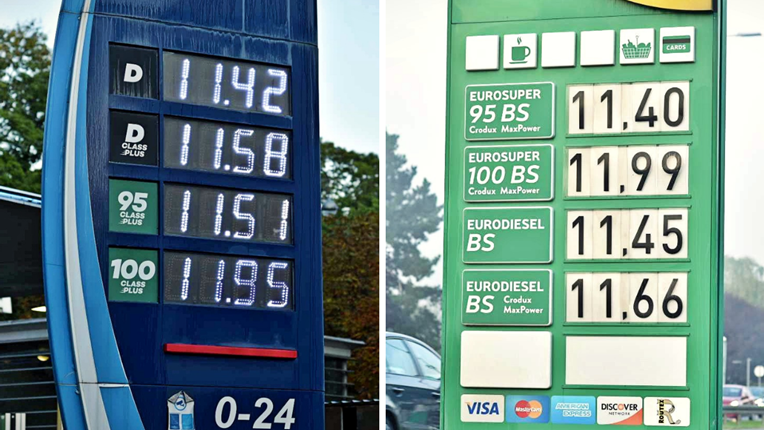 D
11.42
D
CLASS
PLUS
11.58
95
CLASS
PLUS
11.51
100
CLASS
PLUS
11.95
0-24
CARDS
EUROSUPER
95 BS
Crodux MaxPower
11,40
EUROSUPER
100 BS
Crodux MaxPower
11,99
EURODIESEL
BS
11,45
EURODIESEL
BS Crodux
MaxPower
11,66
VISA
MasterCard
AMERICAN
EXPRESS
DISCOVER
NETWORK
ROUTEX